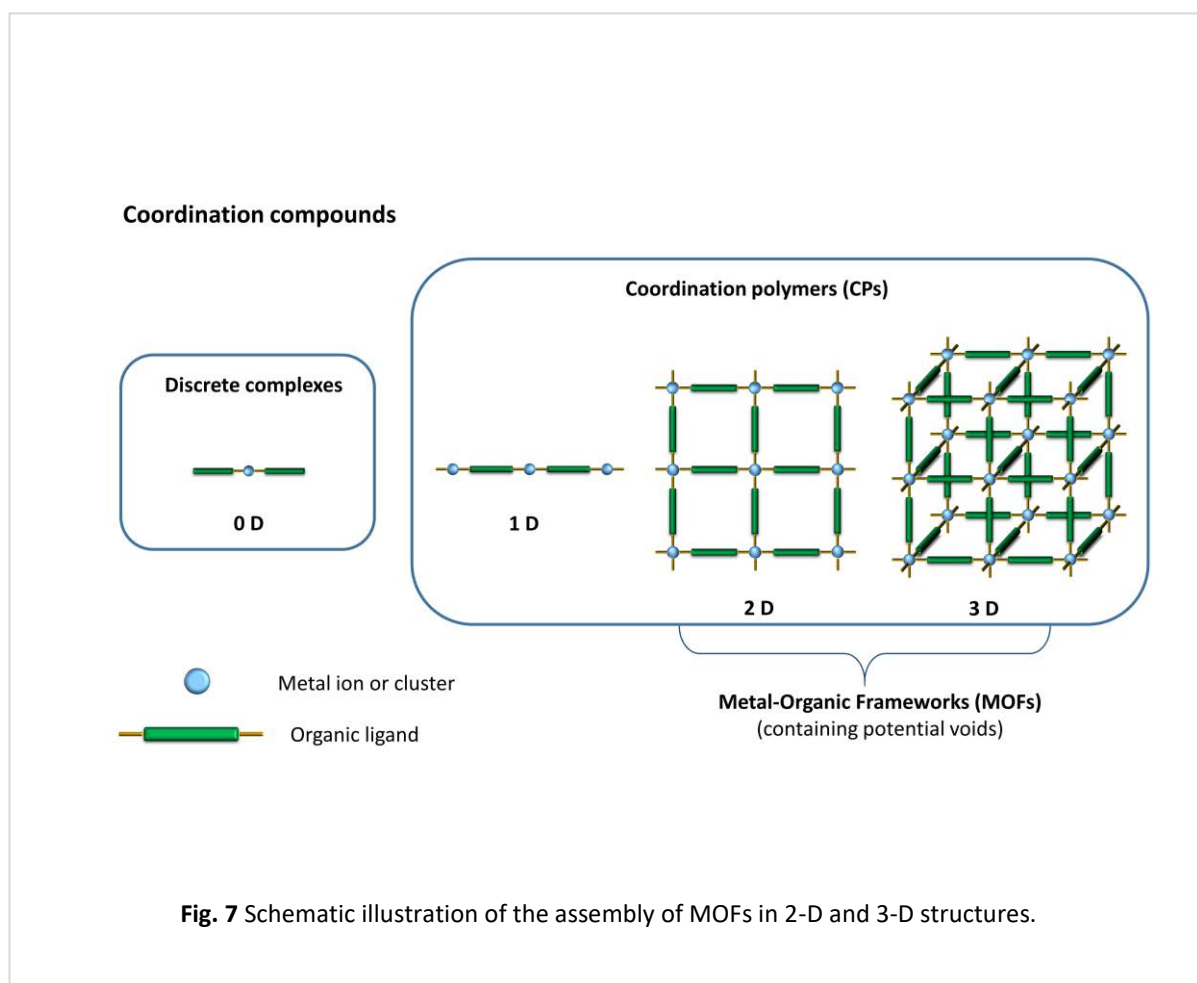 Coordination compounds
Coordination polymers (CPs)
Discrete complexes
0 D
1 D
2 D
3 D
Metal ion or cluster
Organic ligand
Metal-Organic Frameworks (MOFs)
(containing potential voids)
Fig. 7 Schematic illustration of the assembly of MOFs in 2-D and 3-D structures.